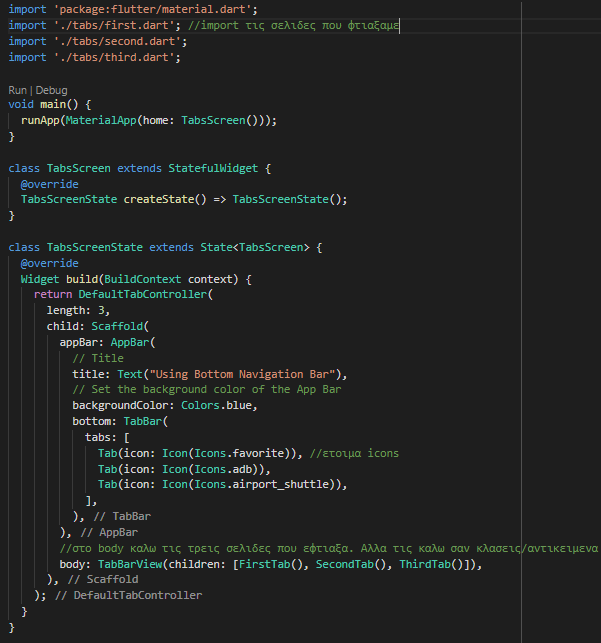 import 'package:flutter/material.dart';
import './tabs/first.dart'; //import τις σελιδες που φτιαξαμε
import './tabs/second.dart';
import './tabs/third.dart';
Run | Debug
void main() {
  runApp(MaterialApp(home: TabsScreen()));
}
class TabsScreen extends StatefulWidget {
  @override
  TabsScreenState createState() => TabsScreenState();
}
class TabsScreenState extends State<TabsScreen> {
  @override
  Widget build(BuildContext context) {
    return DefaultTabController(
      length: 3,
      child: Scaffold(
        appBar: AppBar(
          // Title
          title: Text("Using Bottom Navigation Bar"),
          // Set the background color of the App Bar
          backgroundColor: Colors.blue,
          bottom: TabBar(
            tabs: [
              Tab(icon: Icon(Icons.favorite)), //ετοιμα icons
              Tab(icon: Icon(Icons.adb)),
              Tab(icon: Icon(Icons.airport_shuttle)),
            ],
          ), // TabBar
        ), // AppBar
        //στο body καλω τις τρεις σελιδες που εφτιαξα. Αλλα τις καλω σαν κλασεις/αντικειμενα
        body: TabBarView(children: [FirstTab(), SecondTab(), ThirdTab()]),
      ), // Scaffold
    ); // DefaultTabController
  }
}